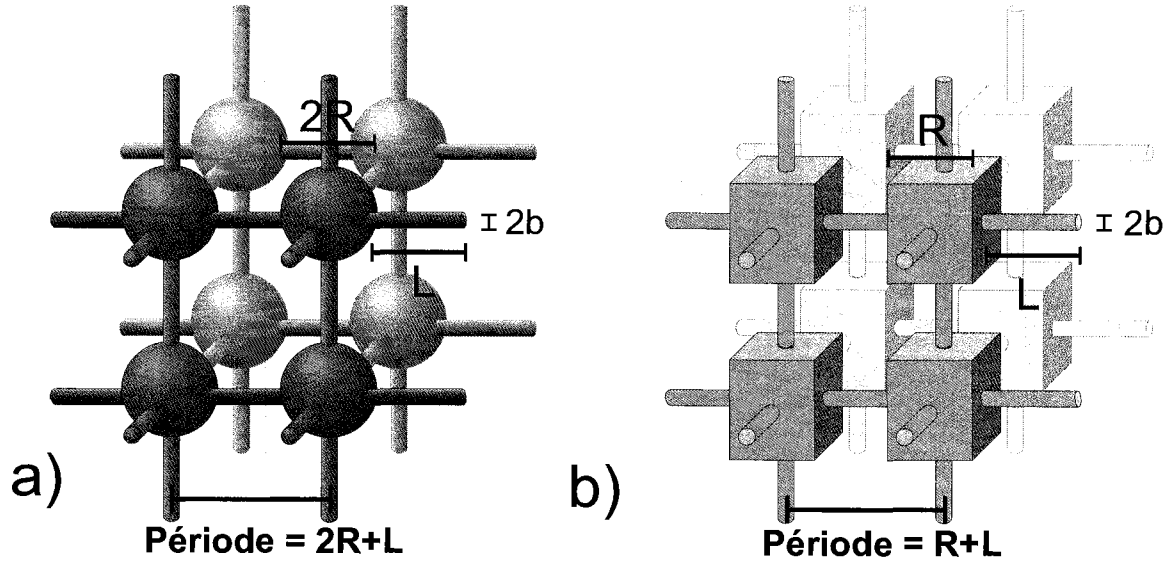 2R
2b
L
a)
Période = 2R+L
R
2b
L
b)
Période = R+L